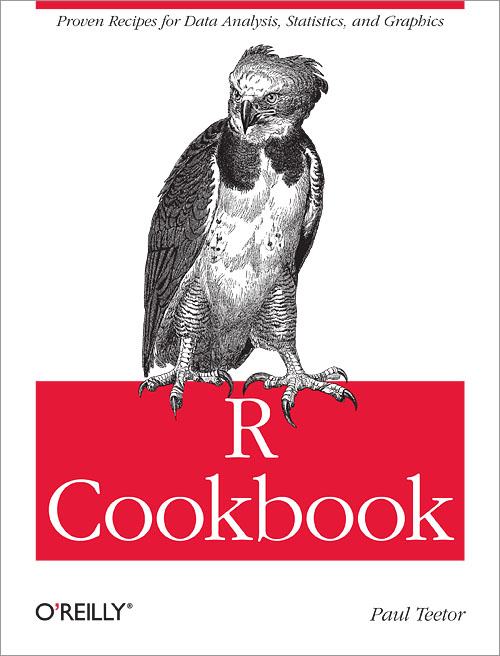 Proven Recipes for Data Analysis, Statistics, and Graphics
R
Cookbook
O'REILLY®
Paul Teetor